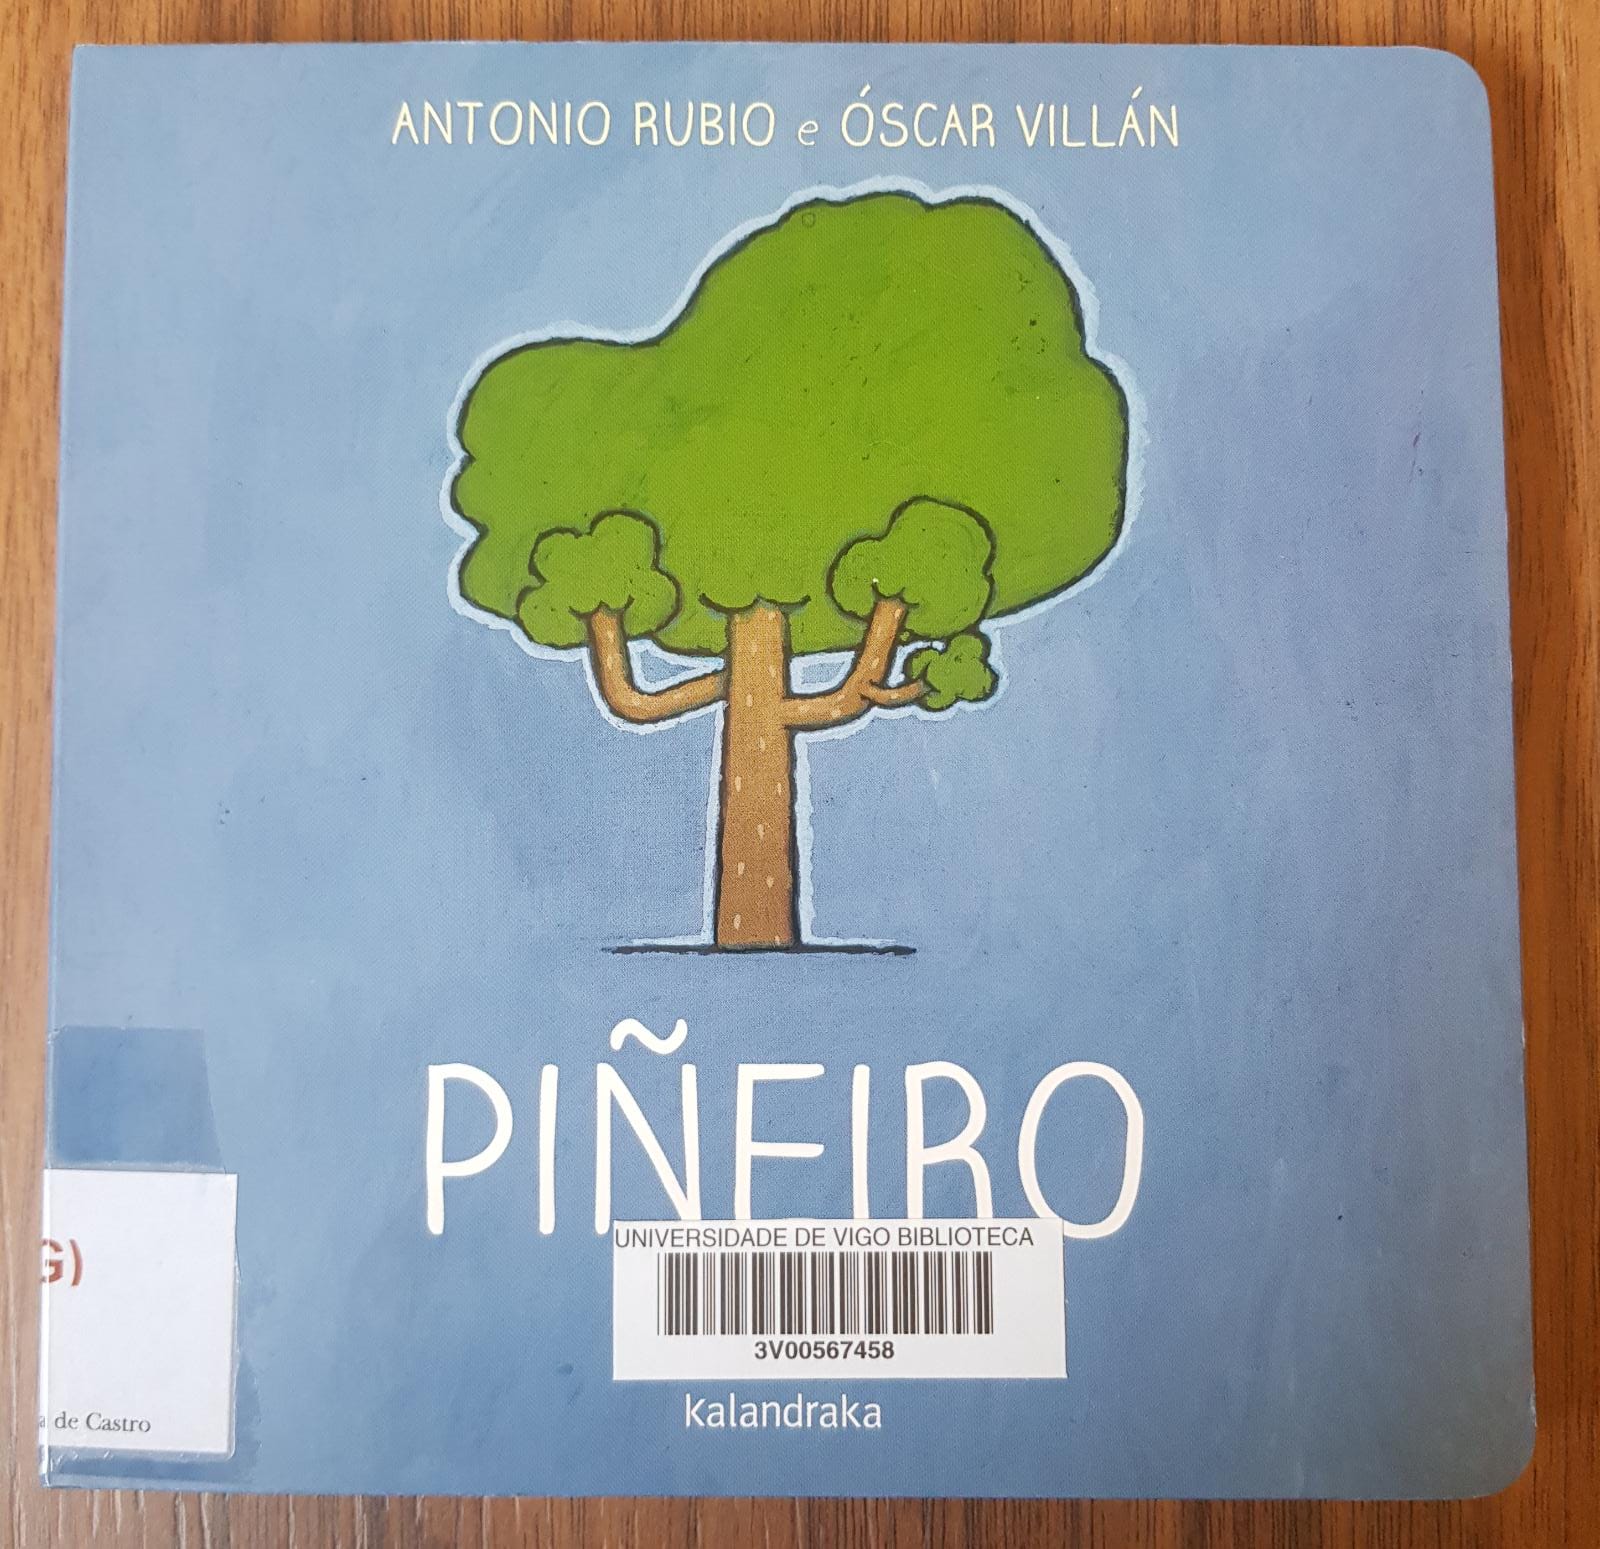 ANTONIO RUBIO e ÓSCAR VILLÁN
PIÑEIRO
UNIVERSIDADE DE VIGO BIBLIOTECA
3V00567458
kalandraka
G)
a de Castro